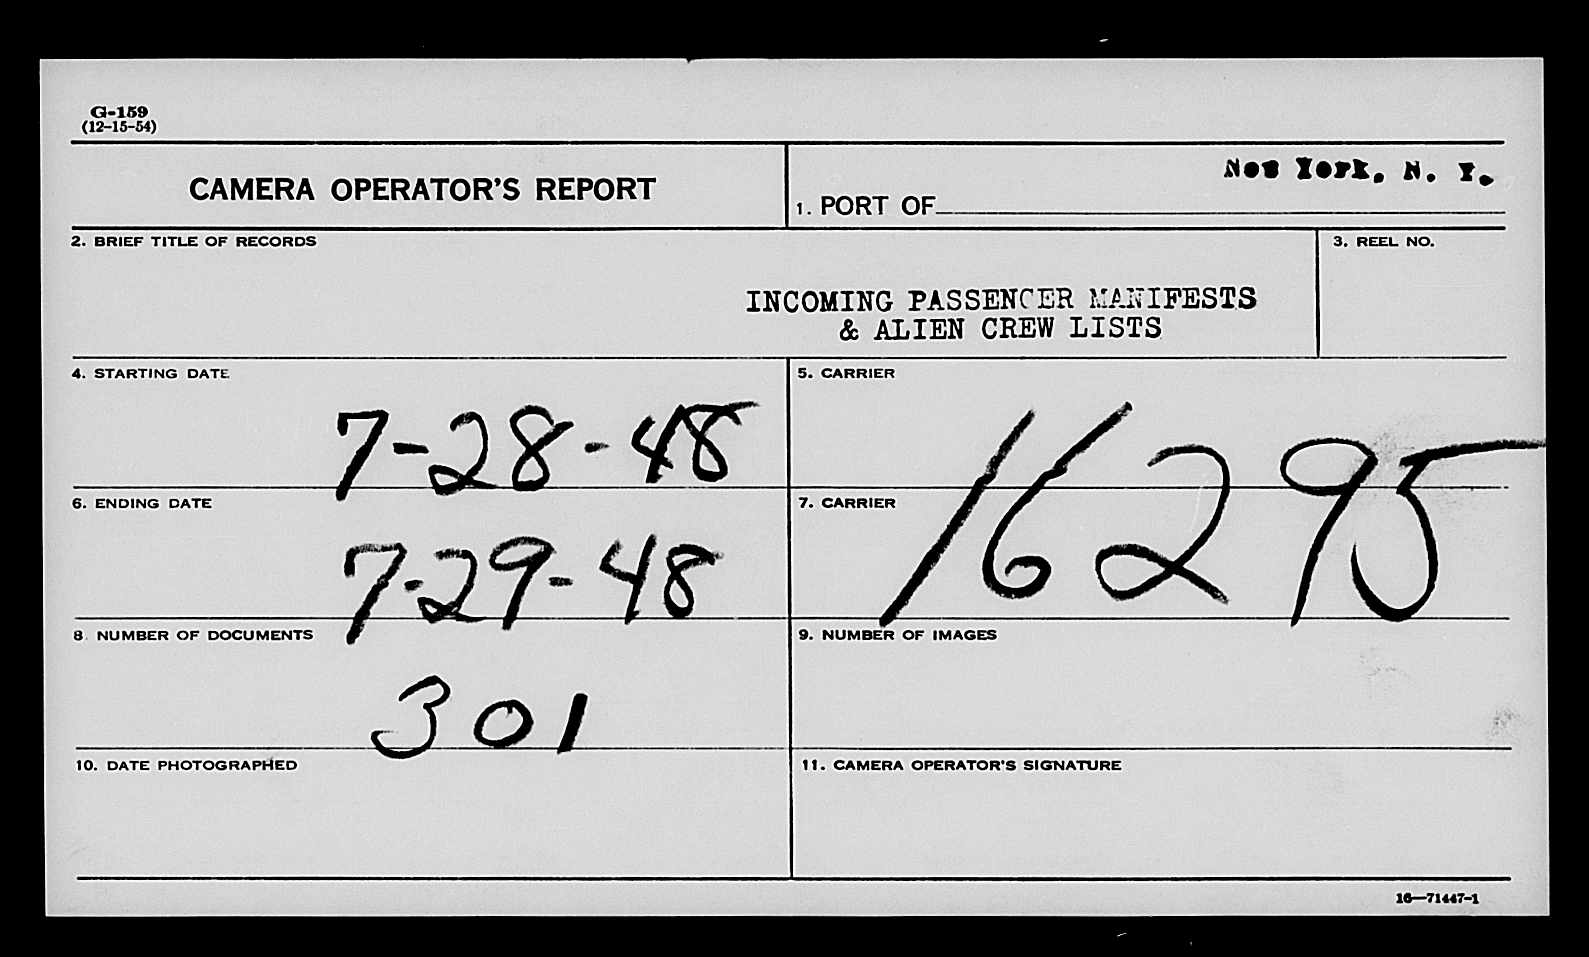 G-159
(12-15-54)
CAMERA OPERATOR'S REPORT
1. PORT OF New York, N. Y.
2. BRIEF TITLE OF RECORDS
INCOMING PASSENGER MANIFESTS
& ALIEN CREW LISTS
3. REEL NO.
4. STARTING DATE
7-28-48
5. CARRIER
16295
6. ENDING DATE
7-29-48
7. CARRIER
8. NUMBER OF DOCUMENTS
301
9. NUMBER OF IMAGES
10. DATE PHOTOGRAPHED
11. CAMERA OPERATOR'S SIGNATURE
16—71447-1